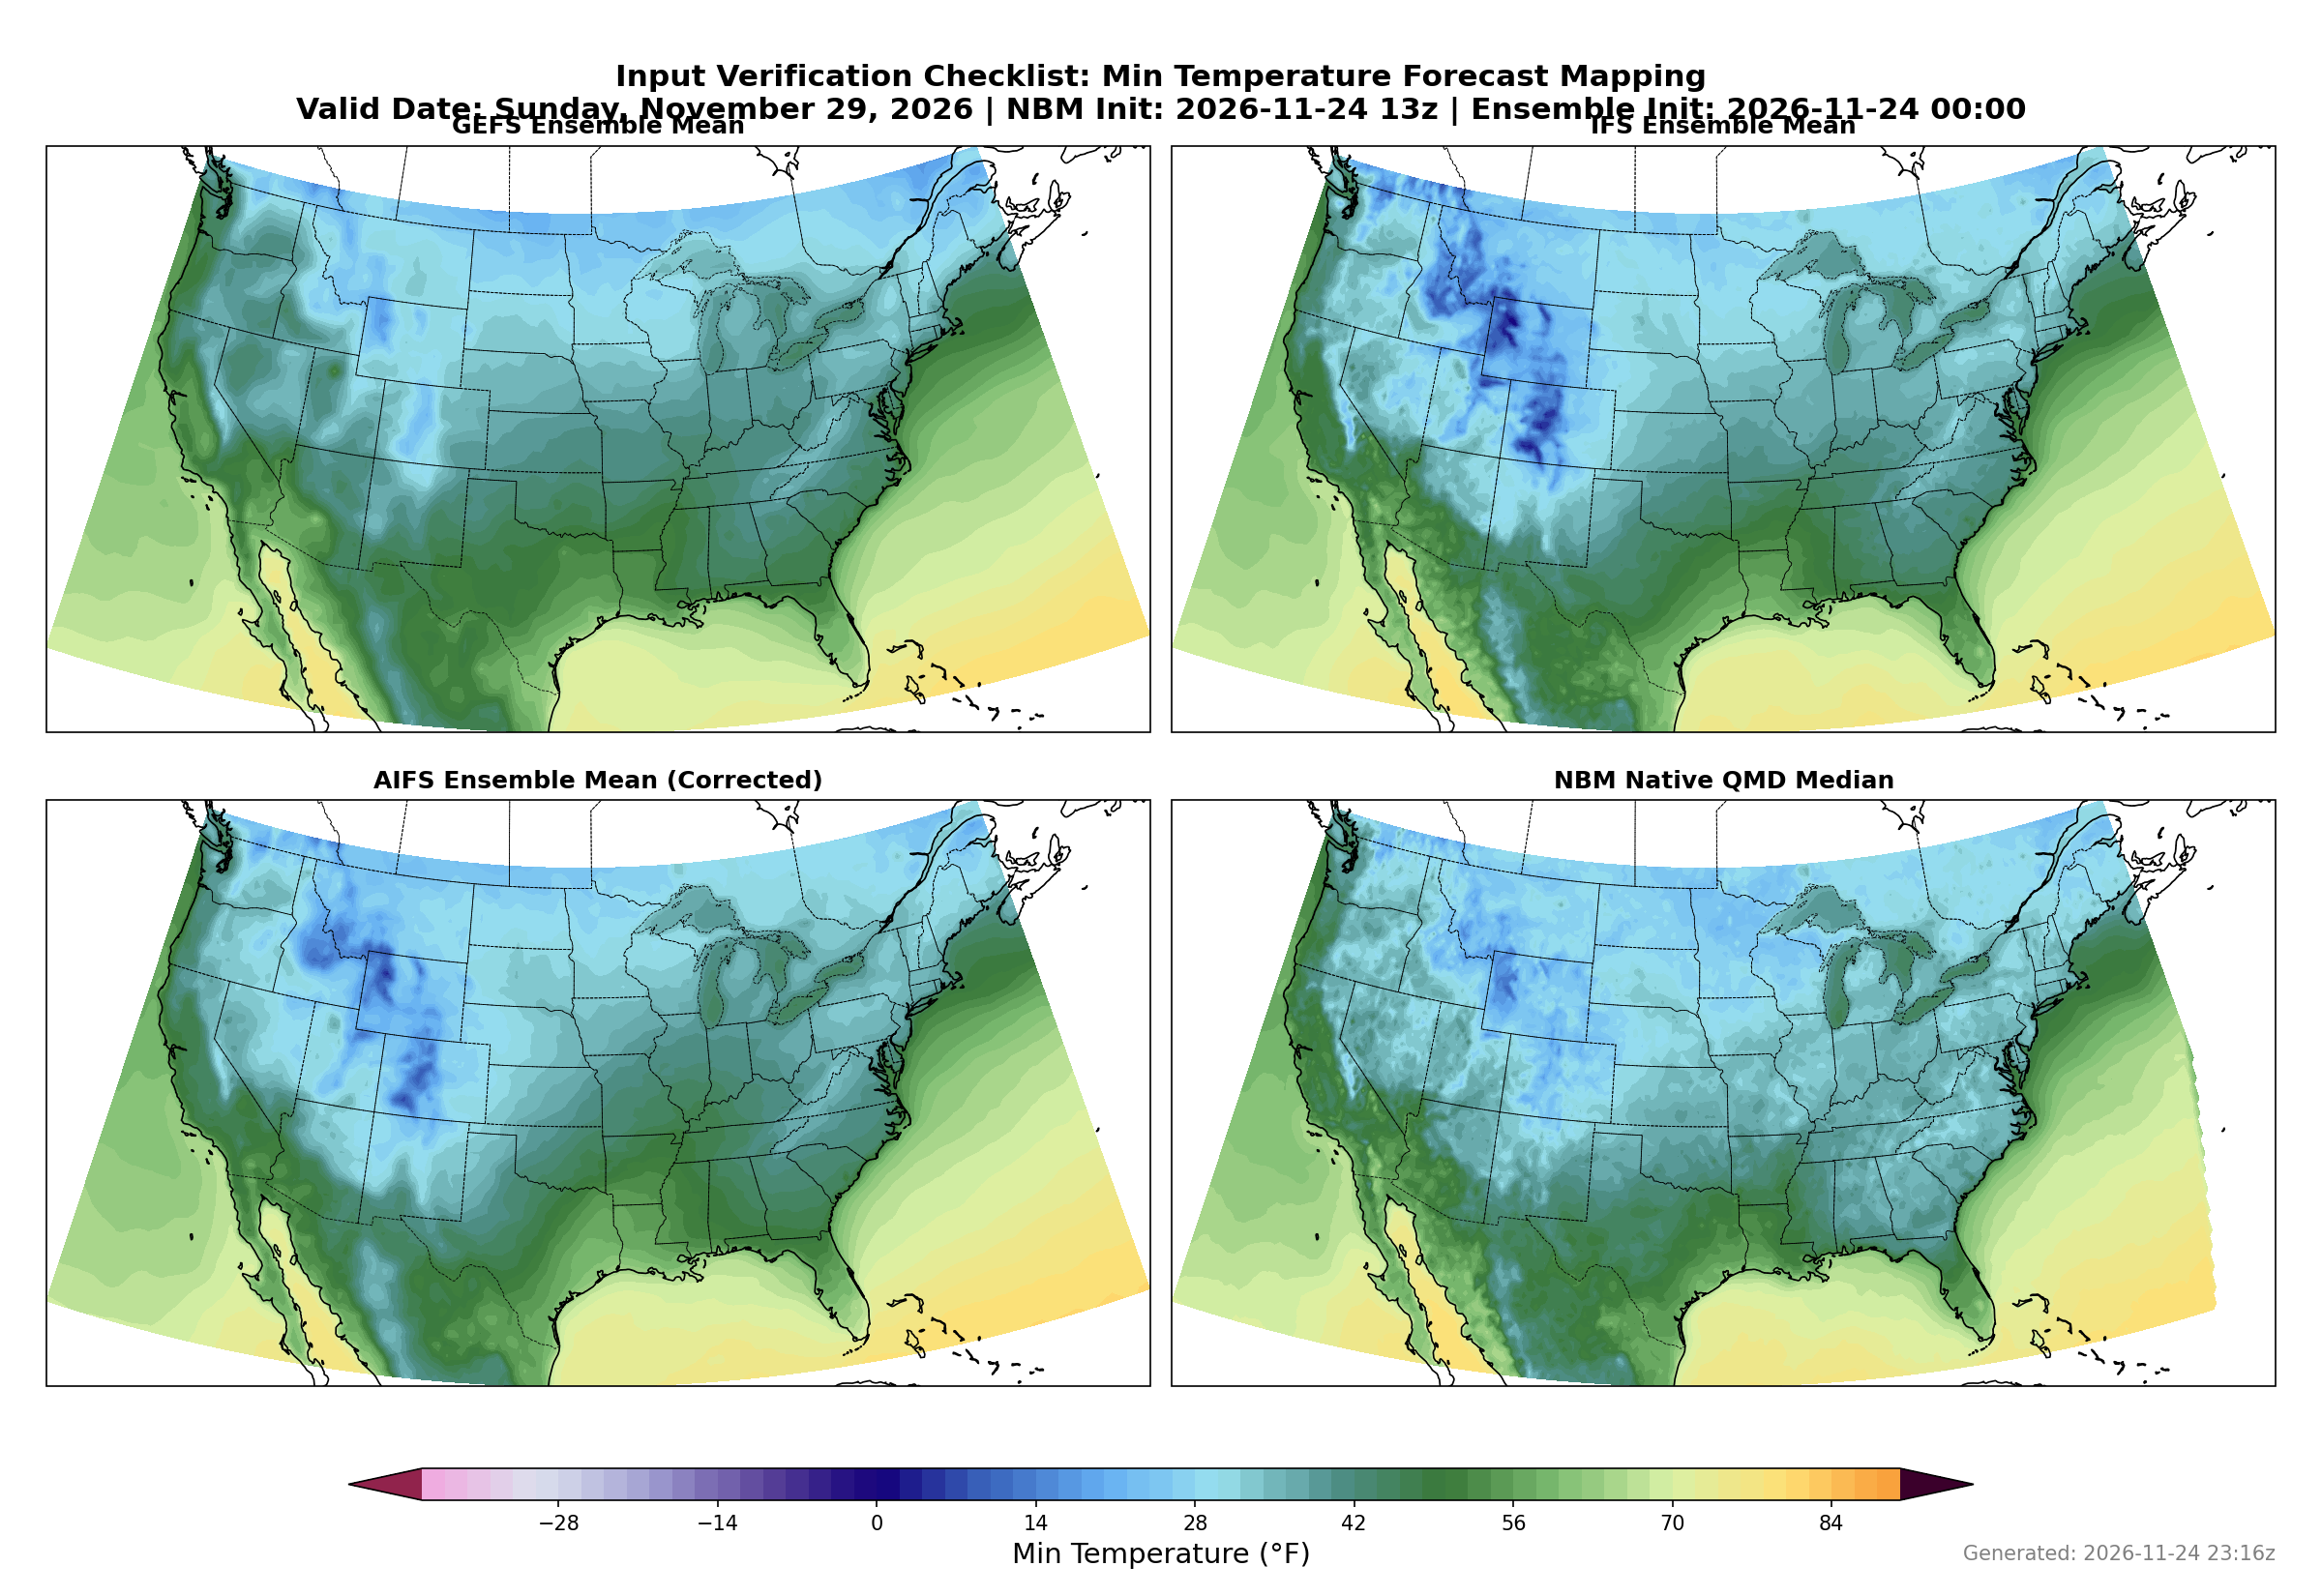 Input Verification Checklist: Min Temperature Forecast Mapping
Valid Date: Sunday, November 29, 2026 | NBM Init: 2026-11-24 13z | Ensemble Init: 2026-11-24 00:00
GEFS Ensemble Mean
IFS Ensemble Mean
AIFS Ensemble Mean (Corrected)
NBM Native QMD Median
−28 −14 0 14 28 42 56 70 84
Min Temperature (°F)
Generated: 2026-11-24 23:16z